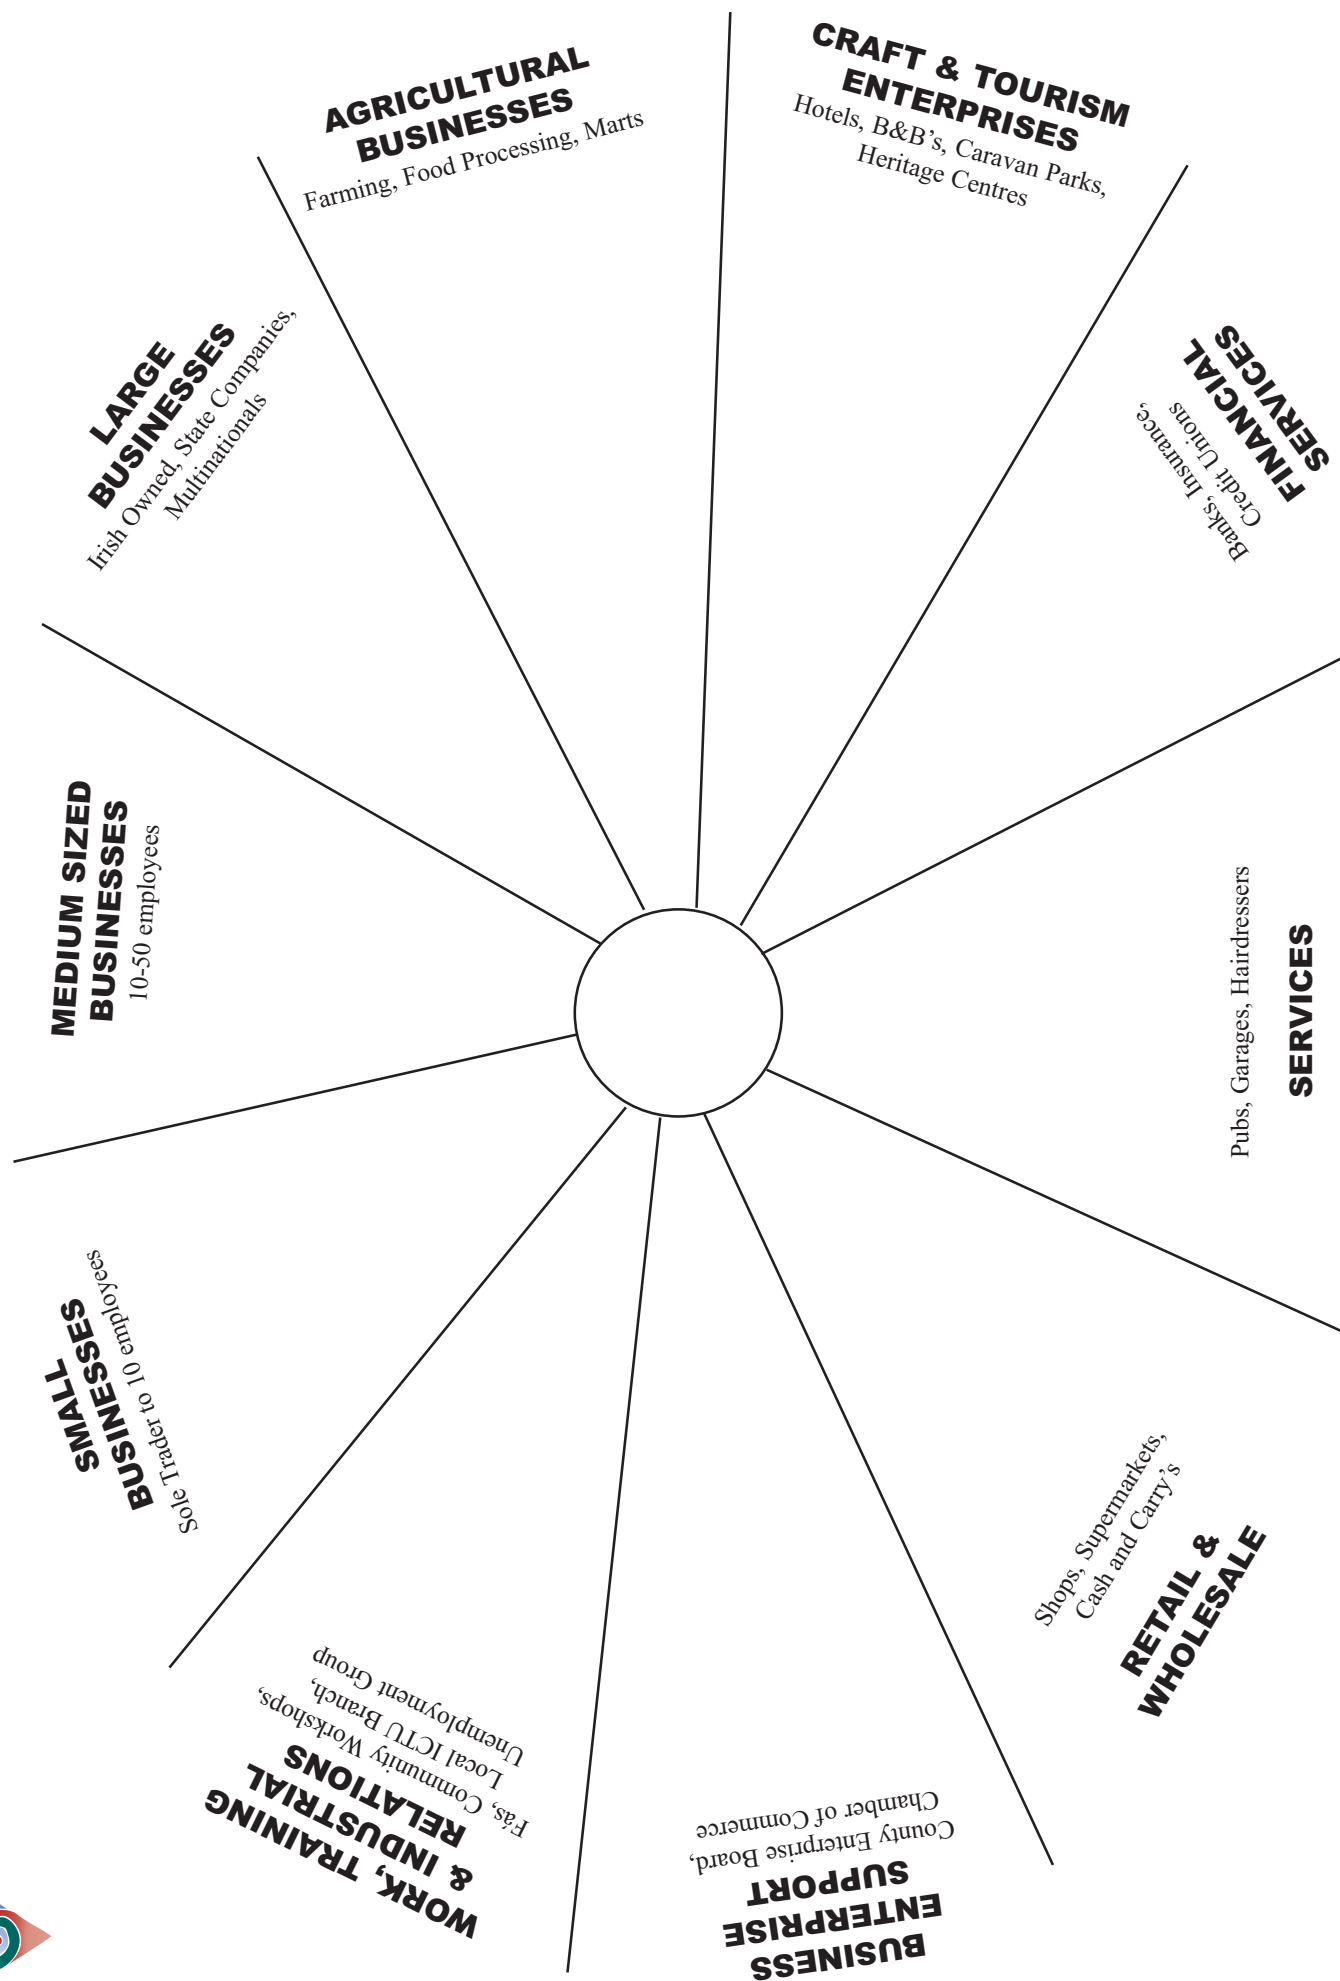 AGRICULTURAL
BUSINESSES
Farming, Food Processing, Marts
CRAFT & TOURISM
ENTERPRISES
Hotels, B&B’s, Caravan Parks,
Heritage Centres
FINANCIAL
SERVICES
Banks, Insurance,
Credit Unions
SERVICES
Pubs, Garages, Hairdressers
RETAIL &
WHOLESALE
Shops, Supermarkets,
Cash and Carry’s
BUSINESS
ENTERPRISE
SUPPORT
County Enterprise Board,
Chamber of Commerce
WORK, TRAINING
& INDUSTRIAL
RELATIONS
Fás, Community Workshops,
Local ICTU Branch,
Unemployment Group
SMALL
BUSINESSES
Sole Trader to 10 employees
MEDIUM SIZED
BUSINESSES
10-50 employees
LARGE
BUSINESSES
Irish Owned, State Companies,
Multinationals